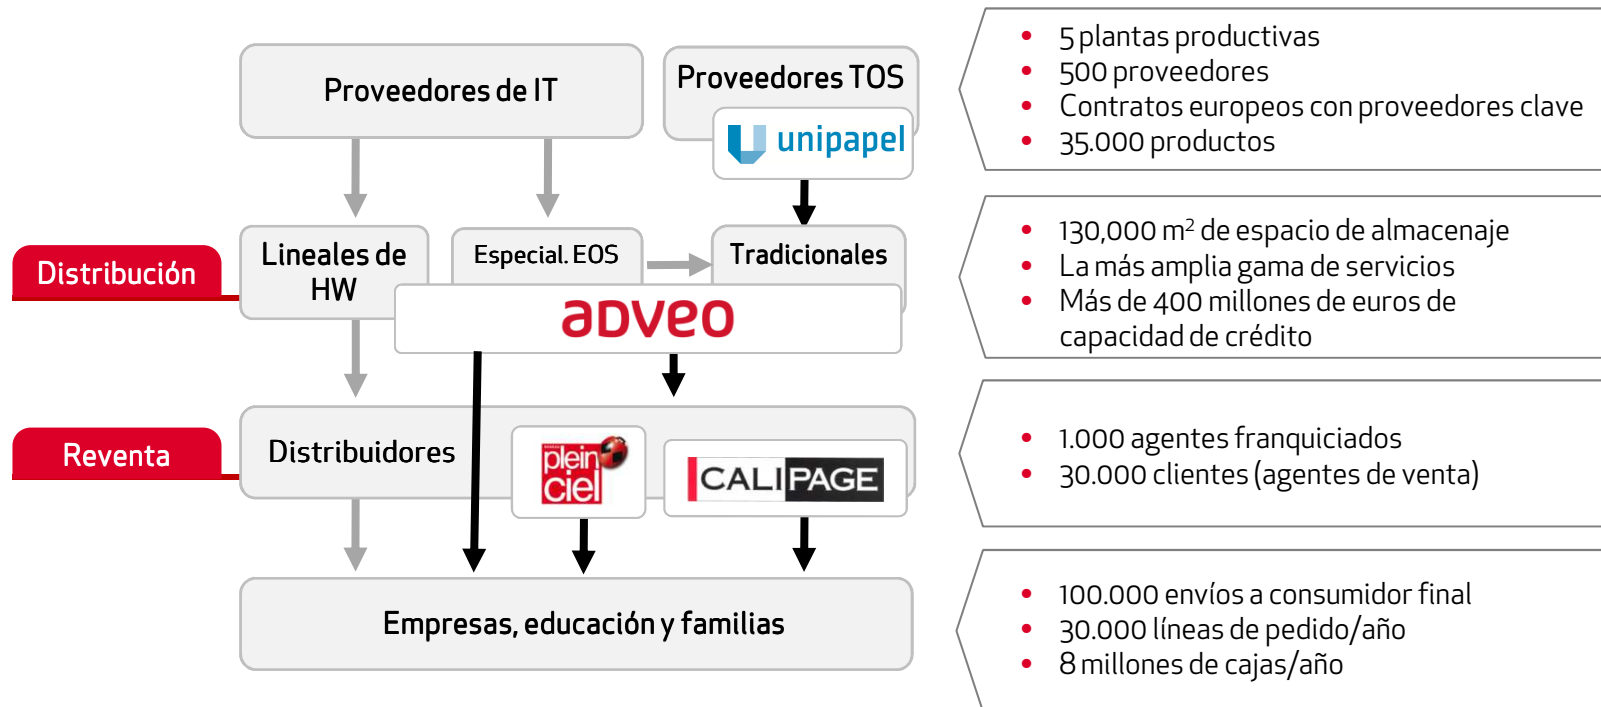 Proveedores de IT
Proveedores TOS
unipapel
• 5 plantas productivas
• 500 proveedores
• Contratos europeos con proveedores clave
• 35.000 productos
Distribución
Lineales de
HW
Especial. EOS
Tradicionales
aDveo
• 130,000 m² de espacio de almacenaje
• La más amplia gama de servicios
• Más de 400 millones de euros de
capacidad de crédito
Reventa
Distribuidores
plein
ciel
CALIPAGE
• 1.000 agentes franquiciados
• 30.000 clientes (agentes de venta)
Empresas, educación y familias
• 100.000 envíos a consumidor final
• 30.000 líneas de pedido/año
• 8 millones de cajas/año